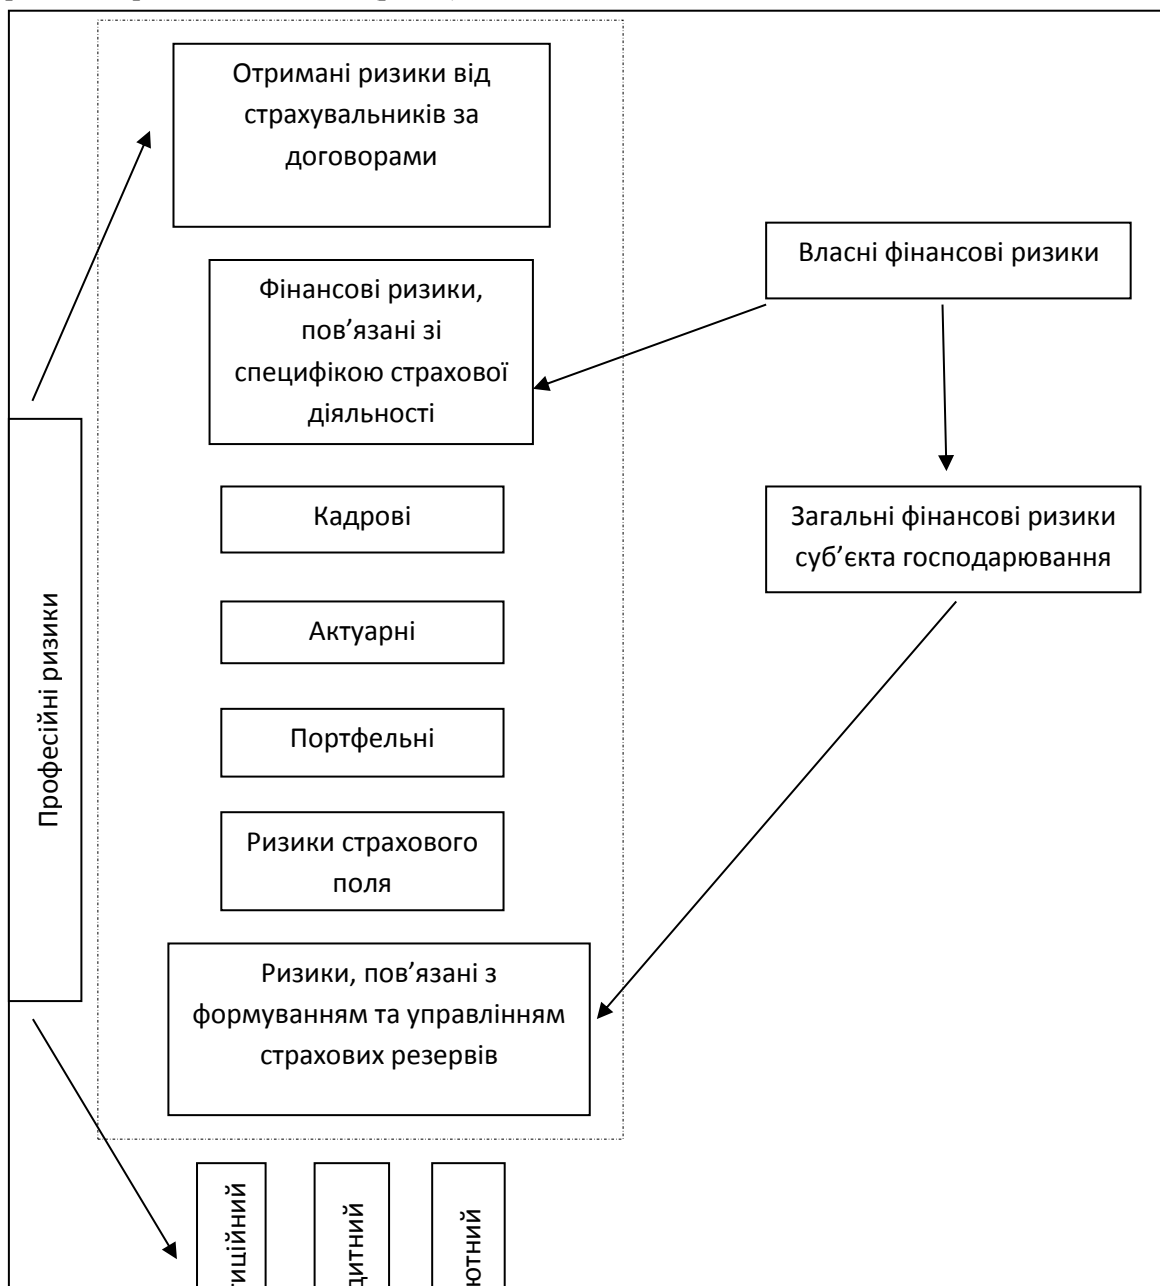 Отримані ризики від
страхувальників за
договорами
Власні фінансові ризики
Фінансові ризики,
пов’язані зі
специфікою страхової
діяльності
Загальні фінансові ризики
суб’єкта господарювання
Кадрові
Актуарні
Портфельні
Ризики страхового
поля
Професійні ризики
Ризики, пов’язані з
формуванням та управлінням
страхових резервів